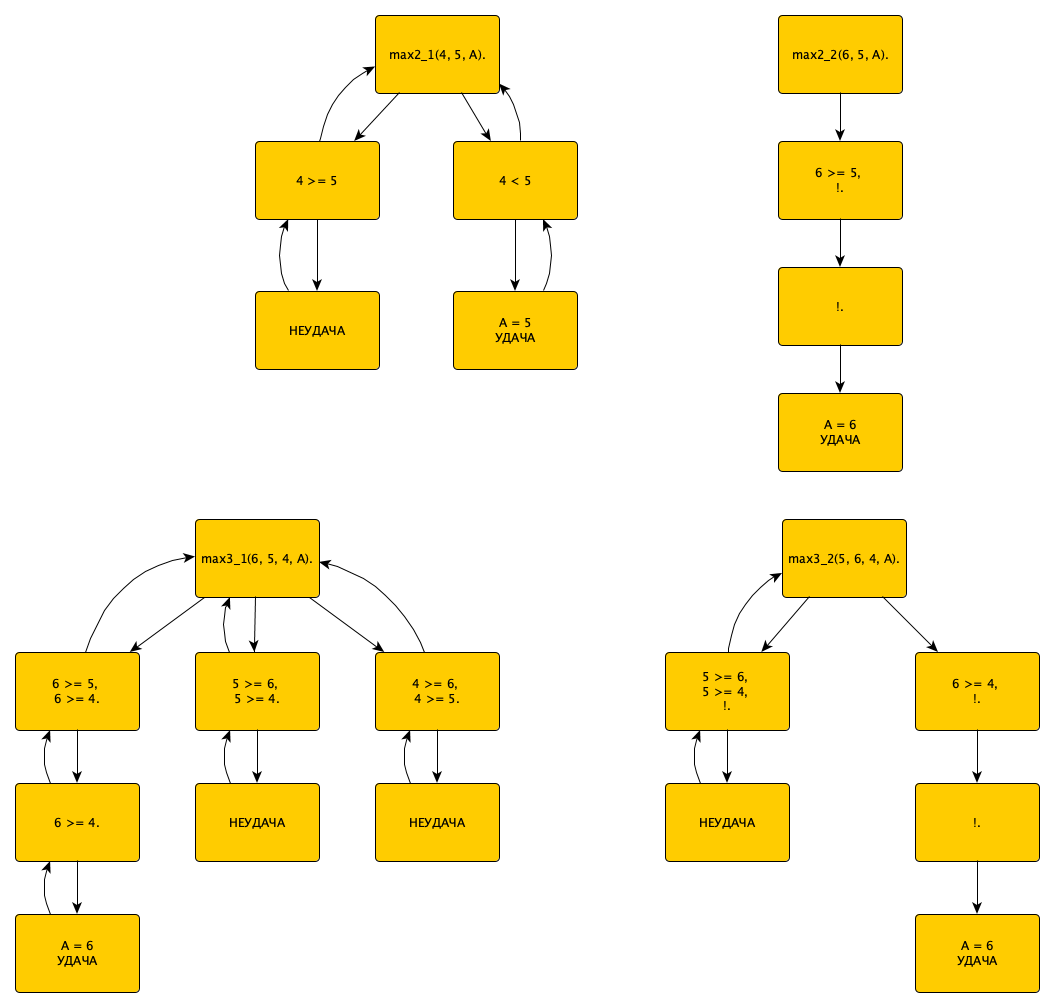 max2_1(4, 5, A).
4 >= 5
4 < 5
НЕУДАЧА
A = 5
УДАЧА
max2_2(6, 5, A).
6 >= 5,
!.
!.
A = 6
УДАЧА
max3_1(6, 5, 4, A).
6 >= 5,
6 >= 4.
5 >= 6,
5 >= 4.
4 >= 6,
4 >= 5.
6 >= 4.
НЕУДАЧА
НЕУДАЧА
A = 6
УДАЧА
max3_2(5, 6, 4, A).
5 >= 6,
5 >= 4,
!.
6 >= 4,
!.
НЕУДАЧА
!.
A = 6
УДАЧА